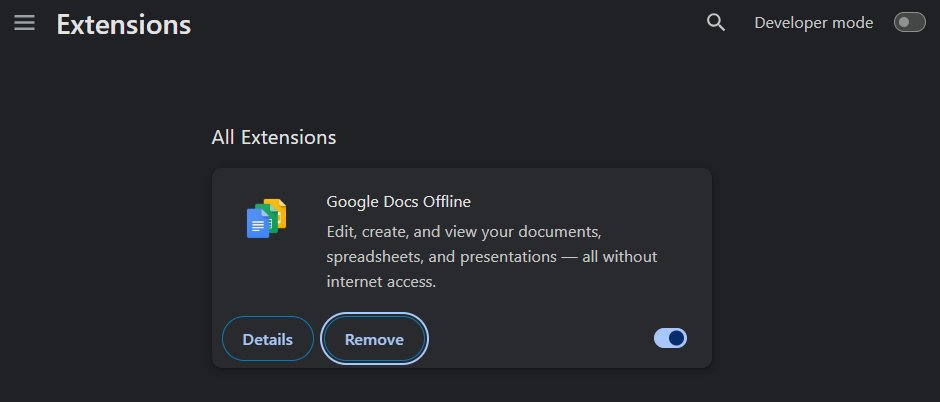 Extensions
Developer mode
All Extensions
Google Docs Offline
Edit, create, and view your documents,
spreadsheets, and presentations — all without
internet access.
Details
Remove